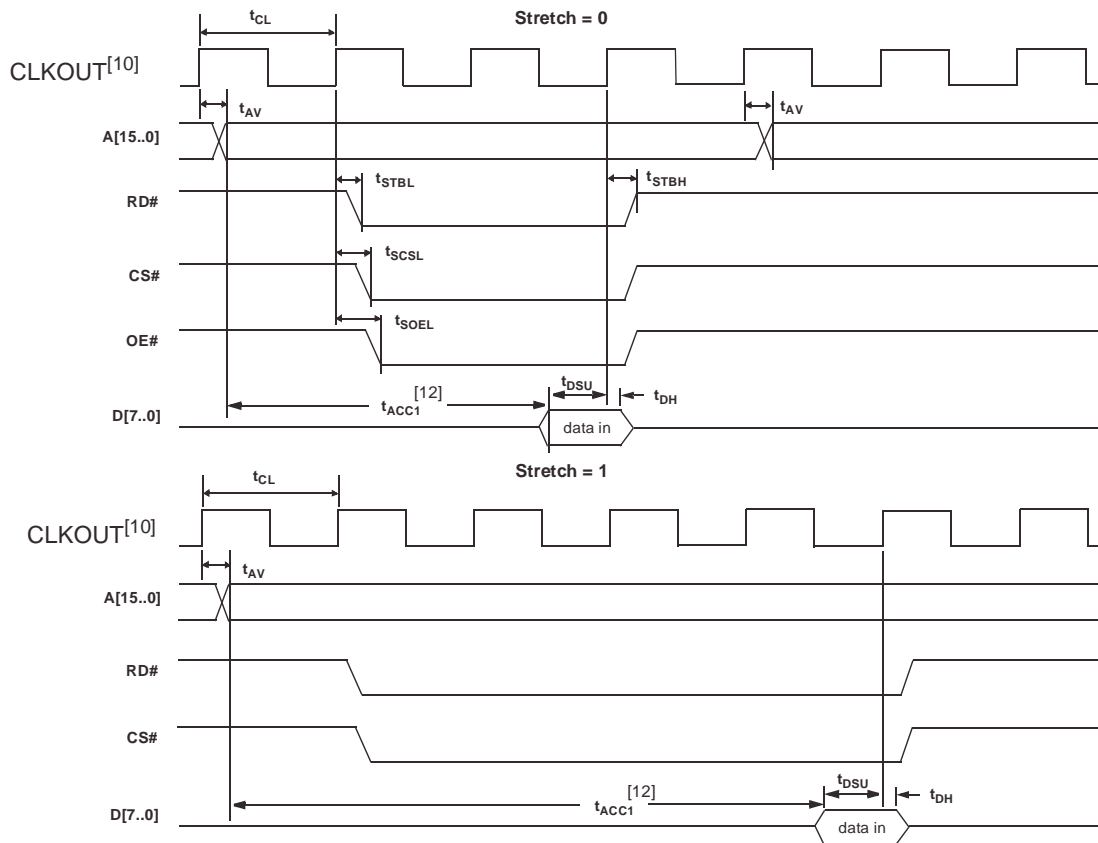 Stretch = 0
tCL
CLKOUT[10]
tAV
tAV
A[15..0]
tSTBL
tSTBH
RD#
tSCSL
CS#
tSOEL
OE#
tDSU
tDH
tACC1[12]
D[7..0]
data in
Stretch = 1
tCL
CLKOUT[10]
tAV
A[15..0]
RD#
CS#
tDSU
tDH
tACC1[12]
D[7..0]
data in